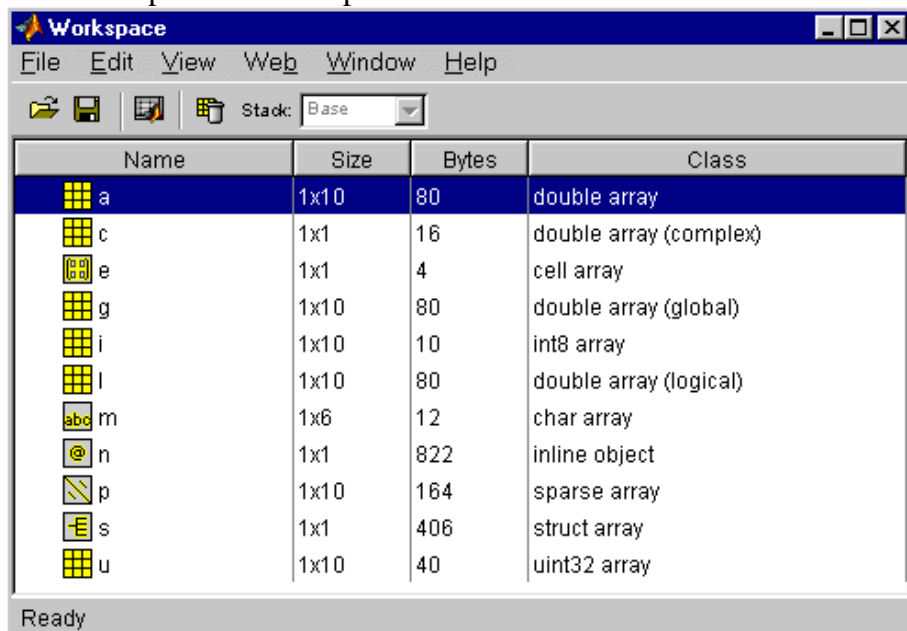 Workspace
File Edit View Web Window Help
Stack: Base
Name Size Bytes Class
a 1x10 80 double array
c 1x1 16 double array (complex)
e 1x1 4 cell array
g 1x10 80 double array (global)
i 1x10 10 int8 array
l 1x10 80 double array (logical)
abc m 1x6 12 char array
@ n 1x1 822 inline object
p 1x10 164 sparse array
s 1x1 406 struct array
u 1x10 40 uint32 array
Ready